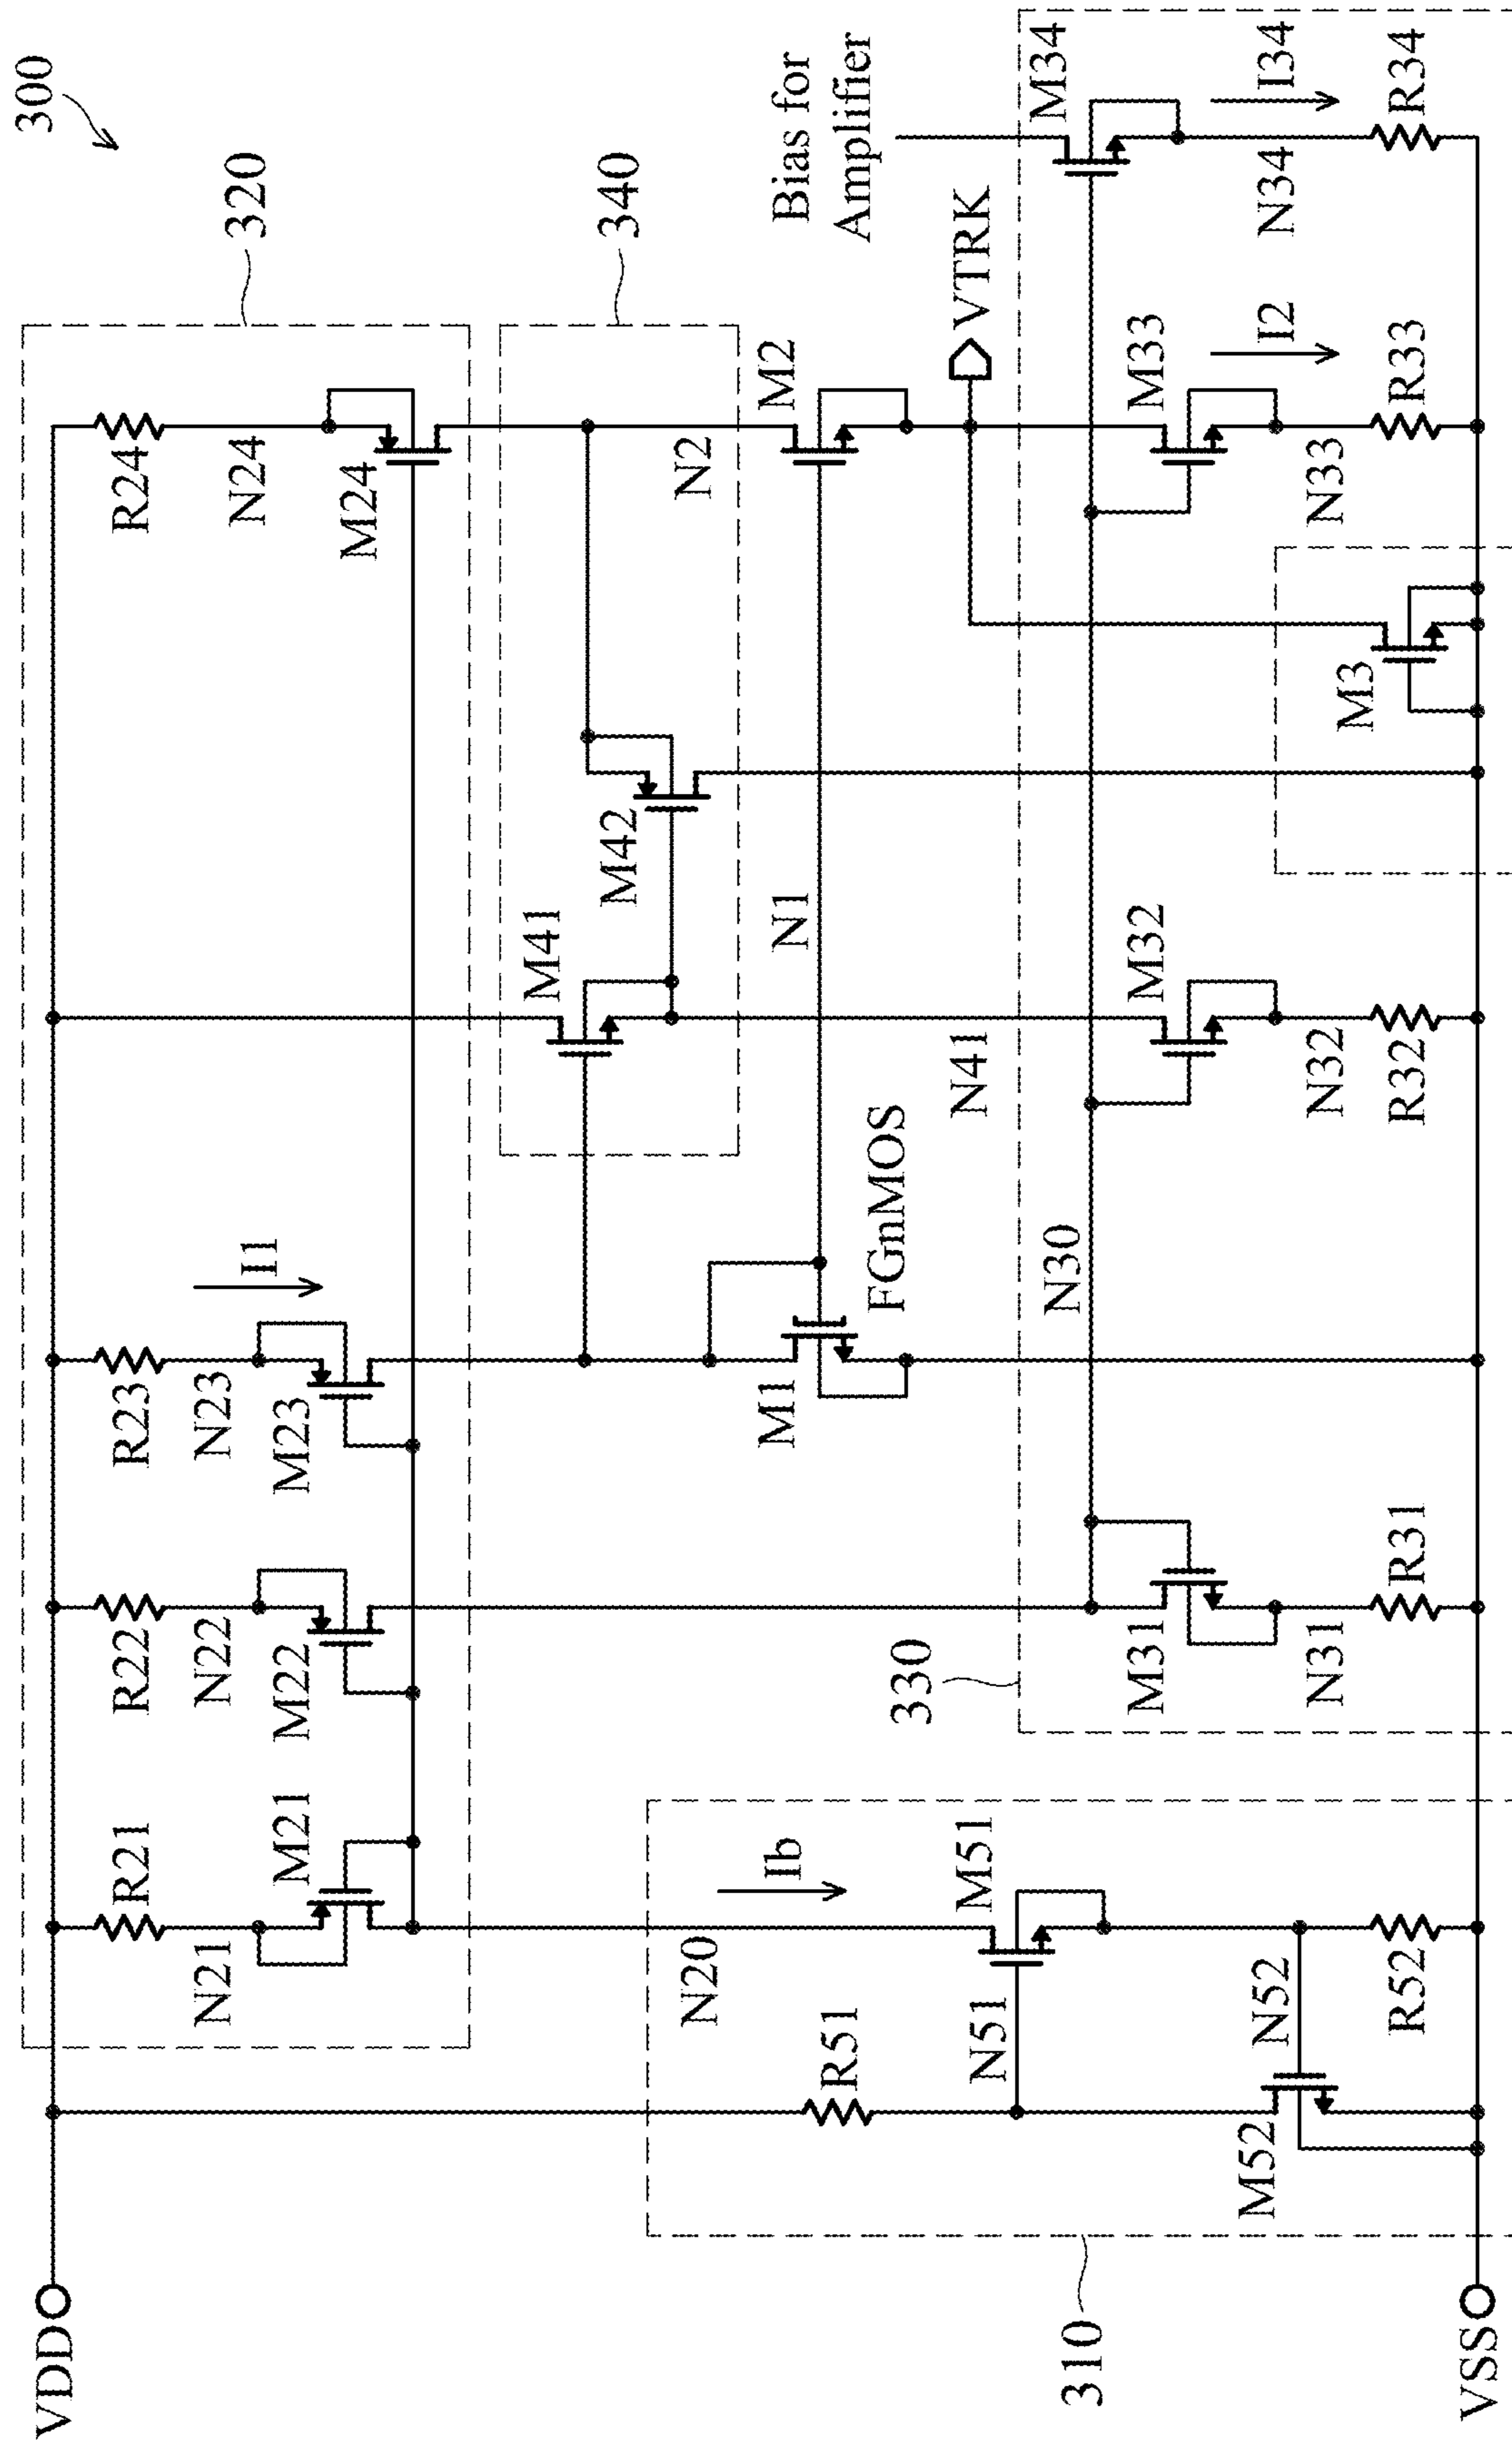 300
320
340
VDD
R21
N21
M21
R22
N22
M22
R23
N23
M23
I1
R24
N24
M24
M41
M42
N2
M2
Bias for
Amplifier
VTRK
N1
M1
FGnMOS
N41
N20
Ib
R51
N51
M51
N52
M52
R52
310
330
N30
M31
N31
R31
M32
N32
R32
M3
M33
I2
N33
R33
M34
I34
N34
R34
VSS